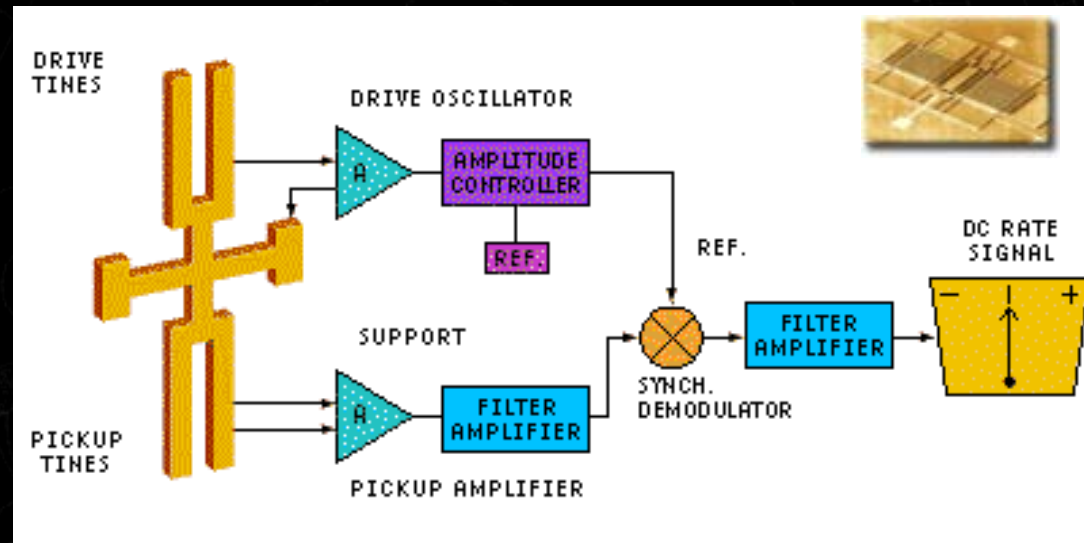 DRIVE
TINES
DRIVE OSCILLATOR
A
AMPLITUDE
CONTROLLER
REF.
REF.
DC RATE
SIGNAL
− | +
SUPPORT
FILTER
AMPLIFIER
SYNCH.
DEMODULATOR
A
FILTER
AMPLIFIER
PICKUP
TINES
PICKUP AMPLIFIER